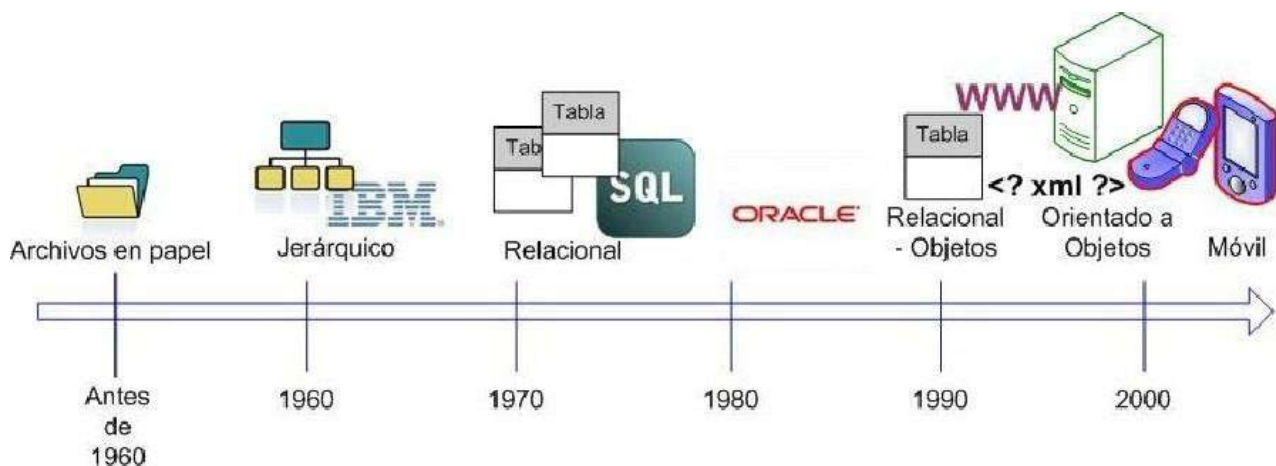 Tabla
Tab
SQL
IBM
ORACLE
WWW
Tabla
<? xml ?>
Archivos en papel
Jerárquico
Relacional
Relacional
- Objetos
Orientado a
Objetos
Móvil
Antes
de
1960
1960
1970
1980
1990
2000